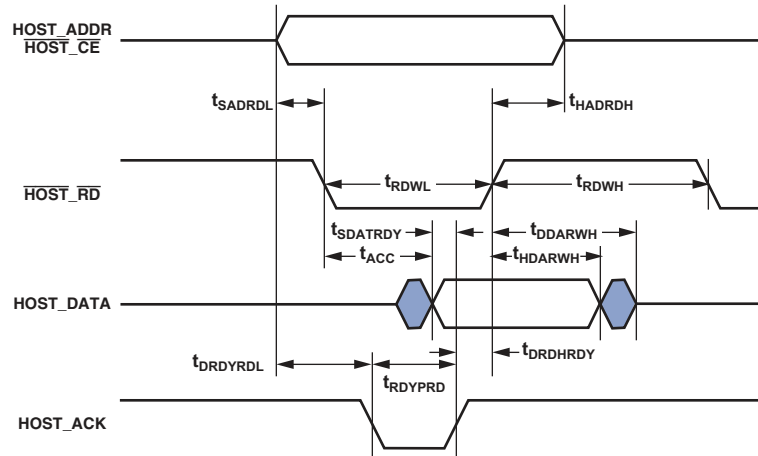 HOST_ADDR
HOST_CE
tSADRDL
tHADRDH
HOST_RD
tRDWL
tRDWH
tSDATRDY
tDDARWH
tACC
tHDARWH
HOST_DATA
tDRDYRDL
tRDYPRD
tDRDHRDY
HOST_ACK